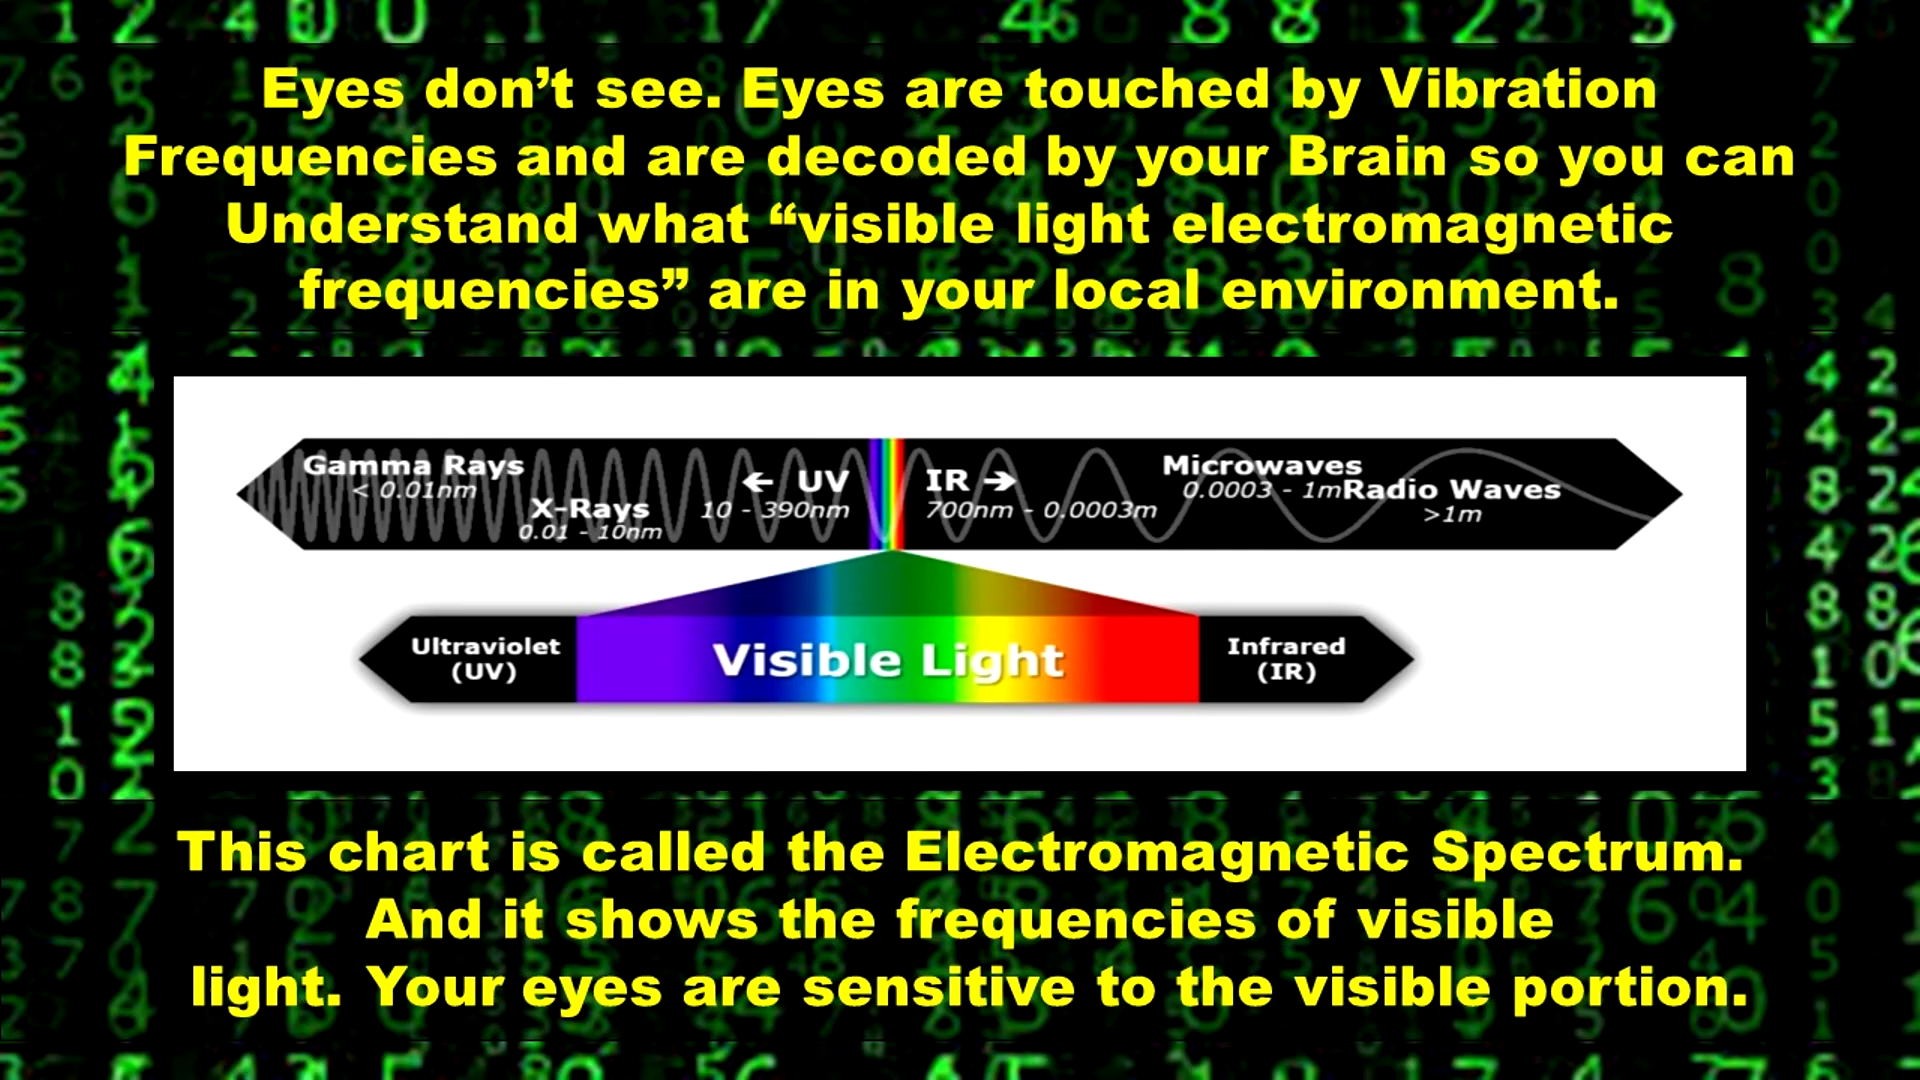 Eyes don’t see. Eyes are touched by Vibration
Frequencies and are decoded by your Brain so you can
Understand what “visible light electromagnetic
frequencies” are in your local environment.
Gamma Rays
< 0.01nm
X-Rays
0.01 - 10nm
← UV
10 - 390nm
IR →
700nm - 0.0003m
Microwaves
0.0003 - 1m
Radio Waves
>1m
Ultraviolet
(UV)
Visible Light
Infrared
(IR)
This chart is called the Electromagnetic Spectrum.
And it shows the frequencies of visible
light. Your eyes are sensitive to the visible portion.